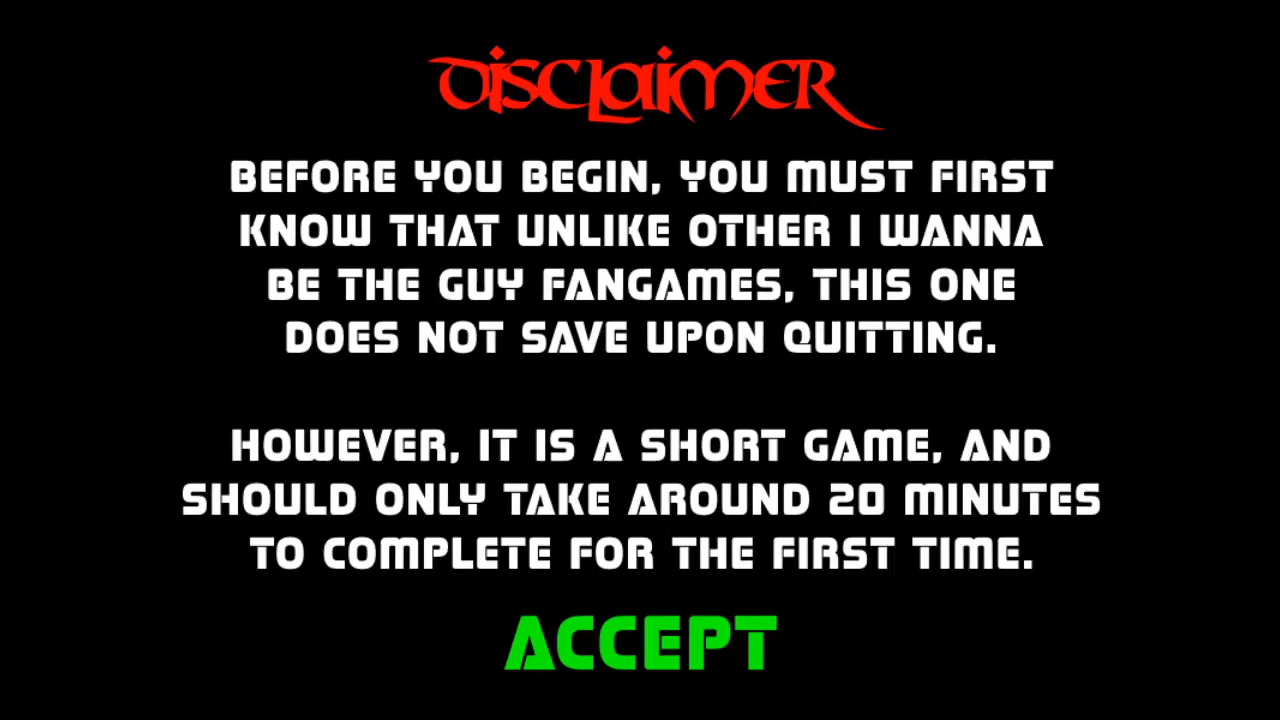 DISCLAIMER
BEFORE YOU BEGIN, YOU MUST FIRST
KNOW THAT UNLIKE OTHER I WANNA
BE THE GUY FANGAMES, THIS ONE
DOES NOT SAVE UPON QUITTING.
HOWEVER, IT IS A SHORT GAME, AND
SHOULD ONLY TAKE AROUND 20 MINUTES
TO COMPLETE FOR THE FIRST TIME.
ACCEPT